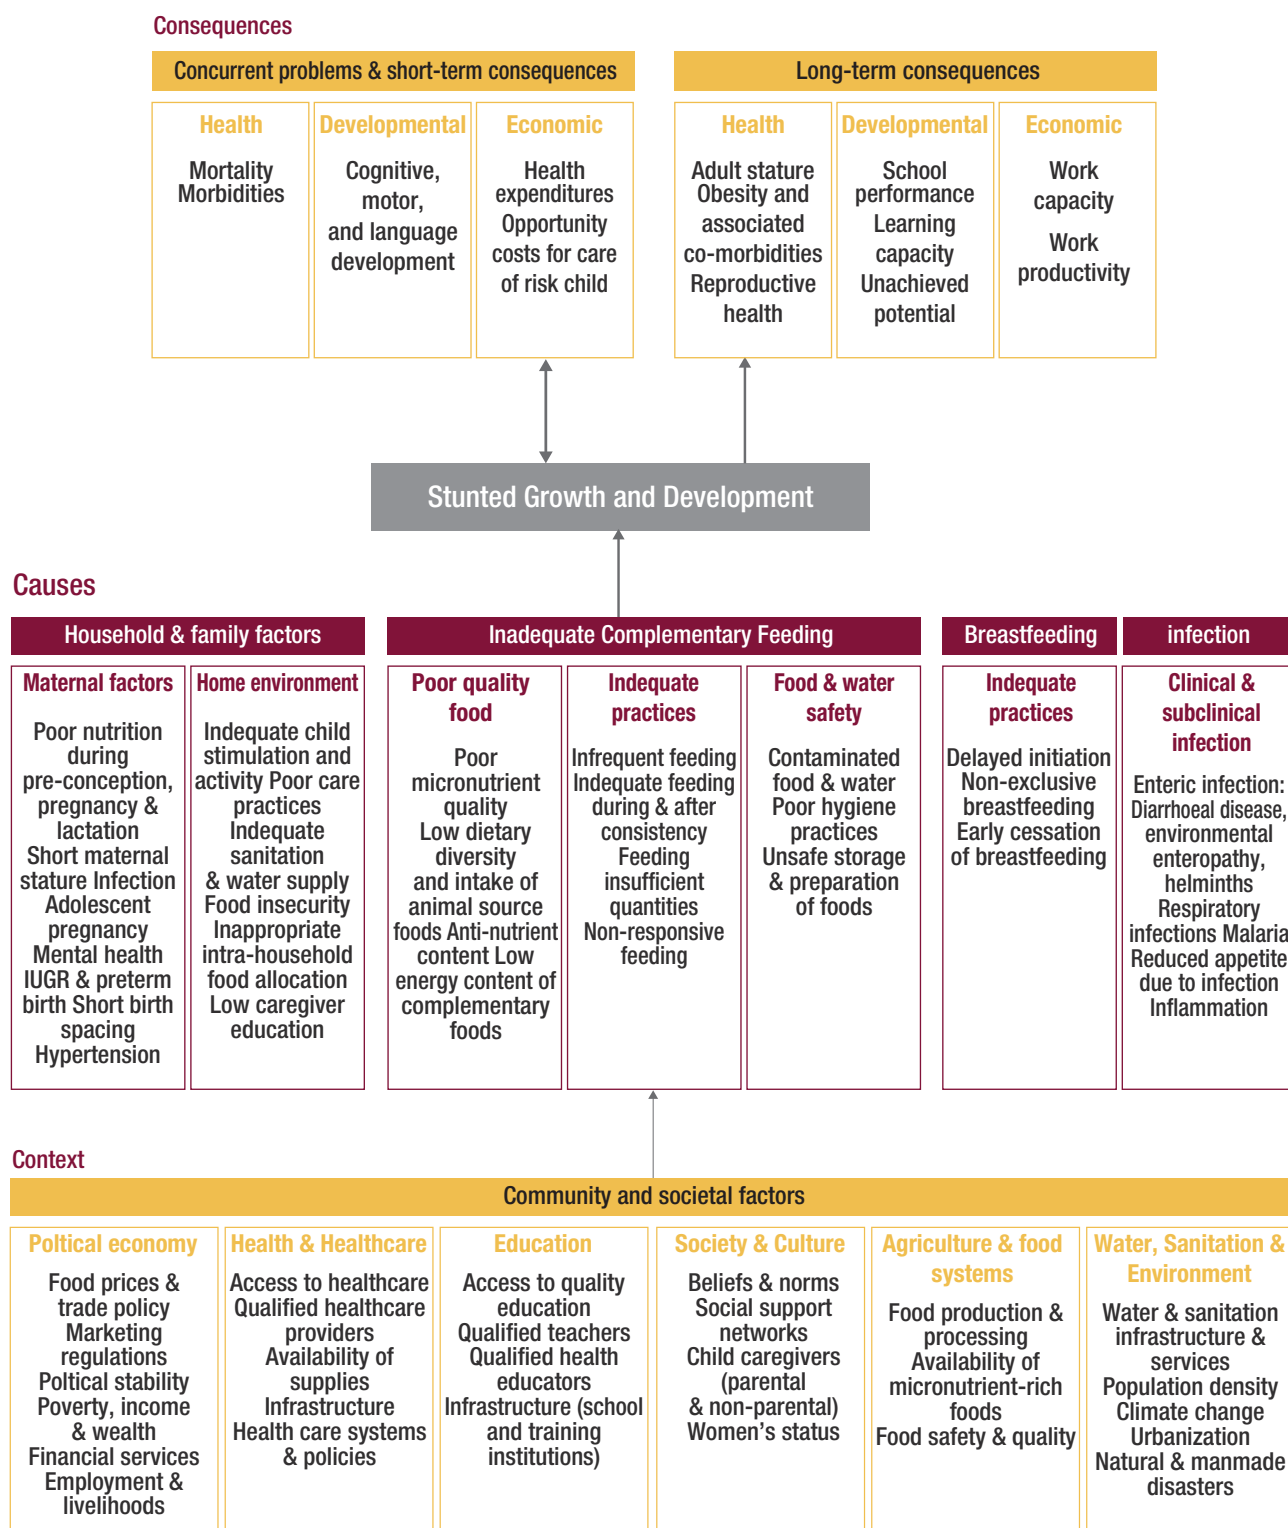 Consequences
Concurrent problems & short-term consequences
Health
Mortality
Morbidities
Developmental
Cognitive,
motor,
and language
development
Economic
Health
expenditures
Opportunity
costs for care
of risk child
Long-term consequences
Health
Adult stature
Obesity and
associated
co-morbidities
Reproductive
health
Developmental
School
performance
Learning
capacity
Unachieved
potential
Economic
Work
capacity
Work
productivity
Stunted Growth and Development
Causes
Household & family factors
Maternal factors
Poor nutrition
during
pre-conception,
pregnancy &
lactation
Short maternal
stature Infection
Adolescent
pregnancy
Mental health
IUGR & preterm
birth Short birth
spacing
Hypertension
Home environment
Indequate child
stimulation and
activity Poor care
practices
Indequate
sanitation
& water supply
Food insecurity
Inappropriate
intra-household
food allocation
Low caregiver
education
Inadequate Complementary Feeding
Poor quality
food
Poor
micronutrient
quality
Low dietary
diversity
and intake of
animal source
foods Anti-nutrient
content Low
energy content of
complementary
foods
Indequate
practices
Infrequent feeding
Indequate feeding
during & after
consistency
Feeding
insufficient
quantities
Non-responsive
feeding
Food & water
safety
Contaminated
food & water
Poor hygiene
practices
Unsafe storage
& preparation
of foods
Breastfeeding
Indequate
practices
Delayed initiation
Non-exclusive
breastfeeding
Early cessation
of breastfeeding
infection
Clinical &
subclinical
infection
Enteric infection:
Diarrhoeal disease,
environmental
enteropathy,
helminths
Respiratory
infections Malaria
Reduced appetite
due to infection
Inflammation
Context
Community and societal factors
Poltical economy
Food prices &
trade policy
Marketing
regulations
Poltical stability
Poverty, income
& wealth
Financial services
Employment &
livelihoods
Health & Healthcare
Access to healthcare
Qualified healthcare
providers
Availability of
supplies
Infrastructure
Health care systems
& policies
Education
Access to quality
education
Qualified teachers
Qualified health
educators
Infrastructure (school
and training
institutions)
Society & Culture
Beliefs & norms
Social support
networks
Child caregivers
(parental
& non-parental)
Women's status
Agriculture & food
systems
Food production &
processing
Availability of
micronutrient-rich
foods
Food safety & quality
Water, Sanitation &
Environment
Water & sanitation
infrastructure &
services
Population density
Climate change
Urbanization
Natural & manmade
disasters